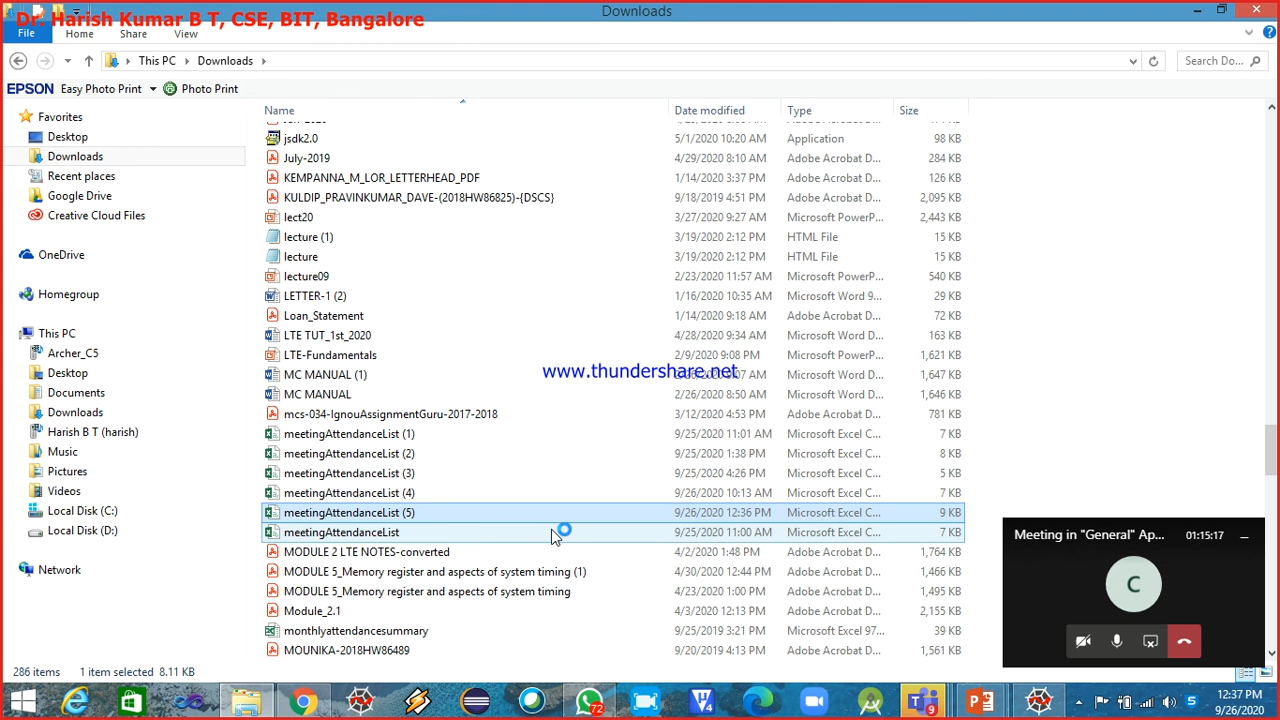 Dr. Harish Kumar B T, CSE, BIT, Bangalore
Downloads
File Home Share View
This PC Downloads
Search Do...
EPSON Easy Photo Print Photo Print
Name Date modified Type Size
Favorites
Desktop
Downloads
Recent places
Google Drive
Creative Cloud Files
OneDrive
Homegroup
This PC
Archer_C5
Desktop
Documents
Downloads
Harish B T (harish)
Music
Pictures
Videos
Local Disk (C:)
Local Disk (D:)
Network
jsdk2.0 5/1/2020 10:20 AM Application 98 KB
July-2019 4/29/2020 8:10 AM Adobe Acrobat D... 284 KB
KEMPANNA_M_LOR_LETTERHEAD_PDF 1/14/2020 3:37 PM Adobe Acrobat D... 126 KB
KULDIP_PRAVINKUMAR_DAVE-(2018HW86825)-{DSCS} 9/18/2019 4:51 PM Adobe Acrobat D... 2,095 KB
lect20 3/27/2020 9:27 AM Microsoft PowerP... 2,443 KB
lecture (1) 3/19/2020 2:12 PM HTML File 15 KB
lecture 3/19/2020 2:12 PM HTML File 15 KB
lecture09 2/23/2020 11:57 AM Microsoft PowerP... 540 KB
LETTER-1 (2) 1/16/2020 10:35 AM Microsoft Word 9... 29 KB
Loan_Statement 1/14/2020 9:18 AM Adobe Acrobat D... 72 KB
LTE TUT_1st_2020 4/28/2020 9:34 AM Microsoft Word D... 163 KB
LTE-Fundamentals 2/9/2020 9:08 PM Microsoft PowerP... 1,621 KB
www.thundershare.net
MC MANUAL (1) Microsoft Word D... 1,647 KB
MC MANUAL 2/26/2020 8:50 AM Microsoft Word D... 1,646 KB
mcs-034-IgnouAssignmentGuru-2017-2018 3/12/2020 4:53 PM Adobe Acrobat D... 781 KB
meetingAttendanceList (1) 9/25/2020 11:01 AM Microsoft Excel C... 7 KB
meetingAttendanceList (2) 9/25/2020 1:38 PM Microsoft Excel C... 8 KB
meetingAttendanceList (3) 9/25/2020 4:26 PM Microsoft Excel C... 5 KB
meetingAttendanceList (4) 9/26/2020 10:13 AM Microsoft Excel C... 7 KB
meetingAttendanceList (5) 9/26/2020 12:36 PM Microsoft Excel C... 9 KB
meetingAttendanceList 9/25/2020 11:00 AM Microsoft Excel C... 7 KB
MODULE 2 LTE NOTES-converted 4/2/2020 1:48 PM Adobe Acrobat D... 1,764 KB
MODULE 5_Memory register and aspects of system timing (1) 4/30/2020 12:44 PM Adobe Acrobat D... 1,466 KB
MODULE 5_Memory register and aspects of system timing 4/23/2020 1:00 PM Adobe Acrobat D... 1,495 KB
Module_2.1 4/3/2020 12:13 PM Adobe Acrobat D... 2,155 KB
monthlyattendancesummary 9/25/2019 3:21 PM Microsoft Excel 97... 39 KB
MOUNIKA-2018HW86489 9/20/2019 4:13 PM Adobe Acrobat D... 1,561 KB
Meeting in "General" Ap... 01:15:17
C
286 items 1 item selected 8.11 KB
72
9
12:37 PM
9/26/2020